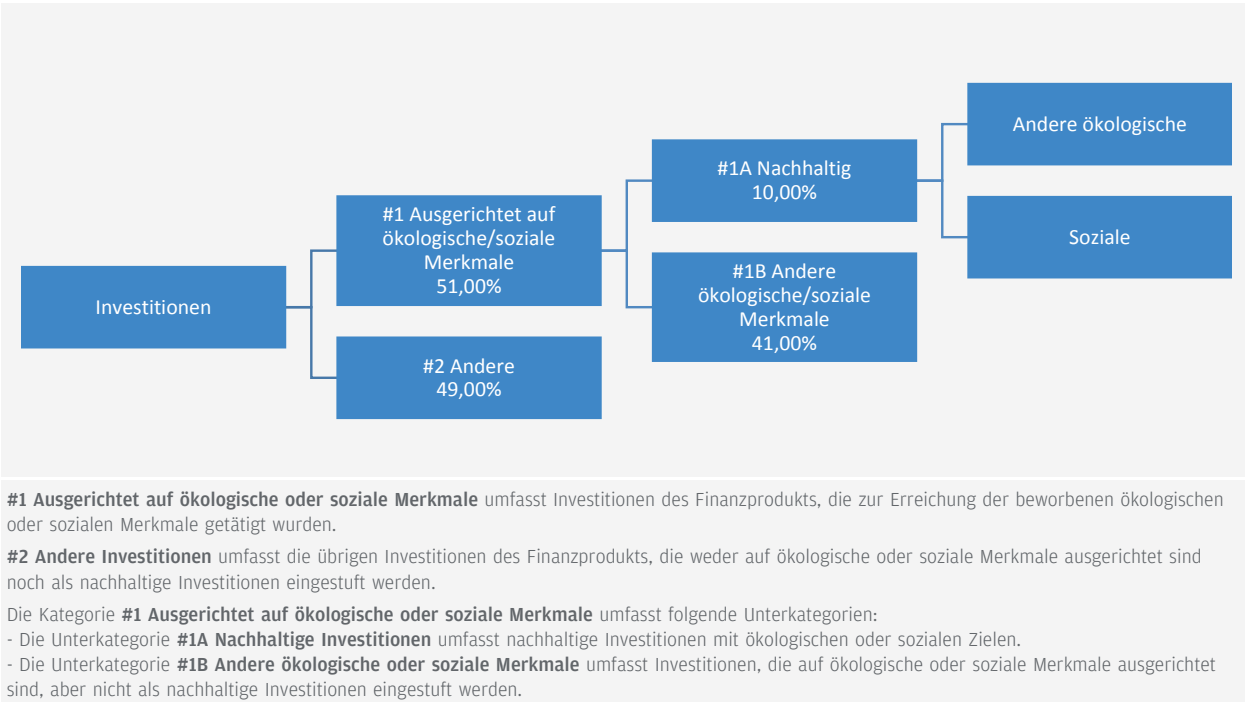 Investitionen
#1 Ausgerichtet auf
ökologische/soziale
Merkmale
51,00%
#2 Andere
49,00%
#1A Nachhaltig
10,00%
#1B Andere
ökologische/soziale
Merkmale
41,00%
Andere ökologische
Soziale
#1 Ausgerichtet auf ökologische oder soziale Merkmale umfasst Investitionen des Finanzprodukts, die zur Erreichung der beworbenen ökologischen
oder sozialen Merkmale getätigt wurden.
#2 Andere Investitionen umfasst die übrigen Investitionen des Finanzprodukts, die weder auf ökologische oder soziale Merkmale ausgerichtet sind
noch als nachhaltige Investitionen eingestuft werden.
Die Kategorie #1 Ausgerichtet auf ökologische oder soziale Merkmale umfasst folgende Unterkategorien:
- Die Unterkategorie #1A Nachhaltige Investitionen umfasst nachhaltige Investitionen mit ökologischen oder sozialen Zielen.
- Die Unterkategorie #1B Andere ökologische oder soziale Merkmale umfasst Investitionen, die auf ökologische oder soziale Merkmale ausgerichtet
sind, aber nicht als nachhaltige Investitionen eingestuft werden.